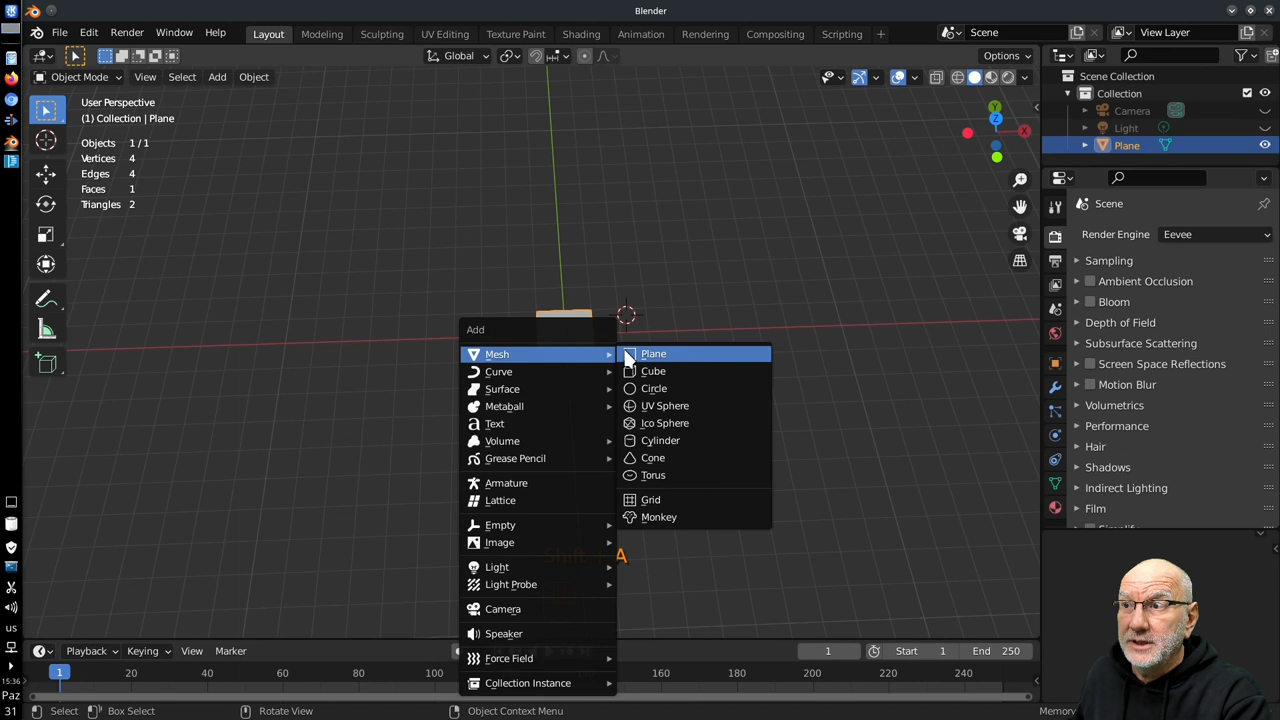 Blender
File Edit Render Window Help
Layout Modeling Sculpting UV Editing Texture Paint Shading Animation Rendering Compositing Scripting +
Scene View Layer
Global Options
Object Mode View Select Add Object
User Perspective
(1) Collection | Plane
Objects 1/1
Vertices 4
Edges 4
Faces 1
Triangles 2
Y
Z
X
Scene Collection
Collection
Camera
Light
Plane
Scene
Render Engine Eevee
Sampling
Ambient Occlusion
Bloom
Depth of Field
Subsurface Scattering
Screen Space Reflections
Motion Blur
Volumetrics
Performance
Hair
Shadows
Indirect Lighting
Film
Add
Mesh
Curve
Surface
Metaball
Text
Volume
Grease Pencil
Armature
Lattice
Empty
Image
Light
Light Probe
Camera
Speaker
Force Field
Collection Instance
Plane
Cube
Circle
UV Sphere
Ico Sphere
Cylinder
Cone
Torus
Grid
Monkey
A
Playback Keying View Marker
1 Start 1 End 250
1 20 40 60 80 100 160 180 200 220 240
Select Box Select Rotate View Object Context Menu Memory
us
15:36
Paz
31